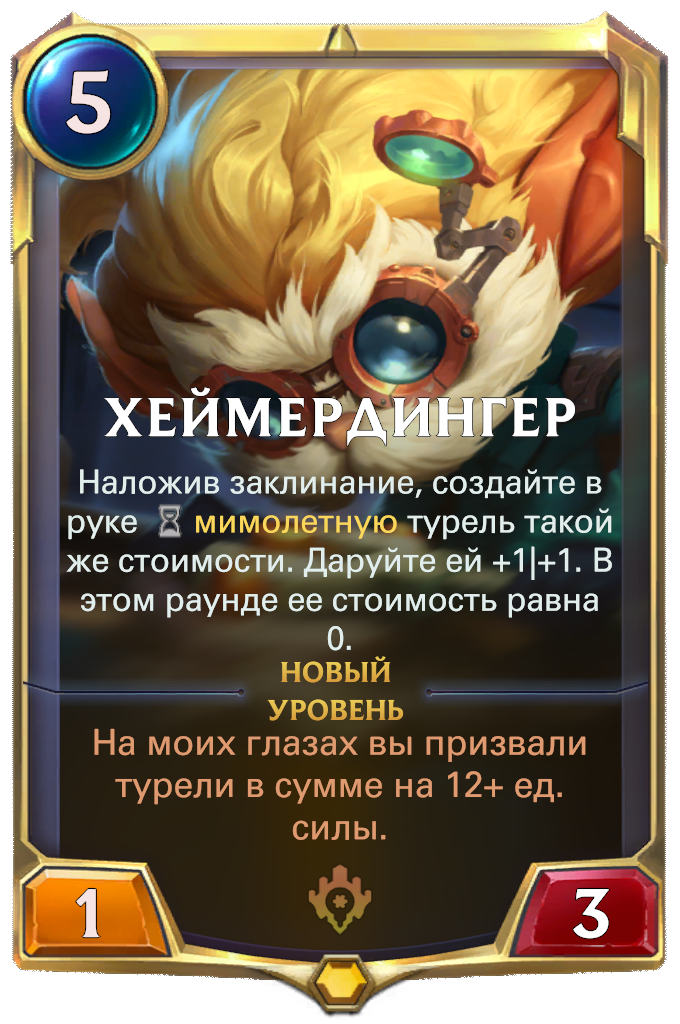 5
ХЕЙМЕРДИНГЕР
Наложив заклинание, создайте в
руке мимолетную турель такой
же стоимости. Даруйте ей +1|+1. В
этом раунде ее стоимость равна
0.
НОВЫЙ
УРОВЕНЬ
На моих глазах вы призвали
турели в сумме на 12+ ед.
силы.
1
3